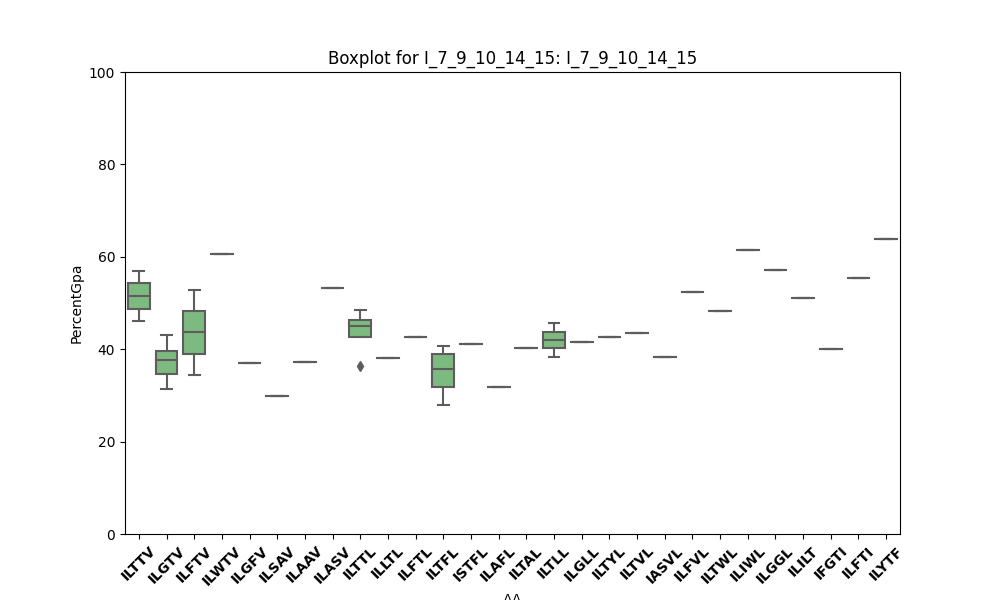 Boxplot for I_7_9_10_14_15: I_7_9_10_14_15
100
80
60
40
20
0
PercentGpa
ILTTV
ILGTV
ILFTV
ILWTV
ILGFV
ILSAV
ILAAV
ILASV
ILTTL
ILLTL
ILFTL
ILTFL
ISTFL
ILAFL
ILTAL
ILTLL
ILGLL
ILTYL
ILTVL
IASVL
ILFVL
ILTWL
ILIWL
ILGGL
ILILT
IFGTI
ILFTI
ILYTF
AA